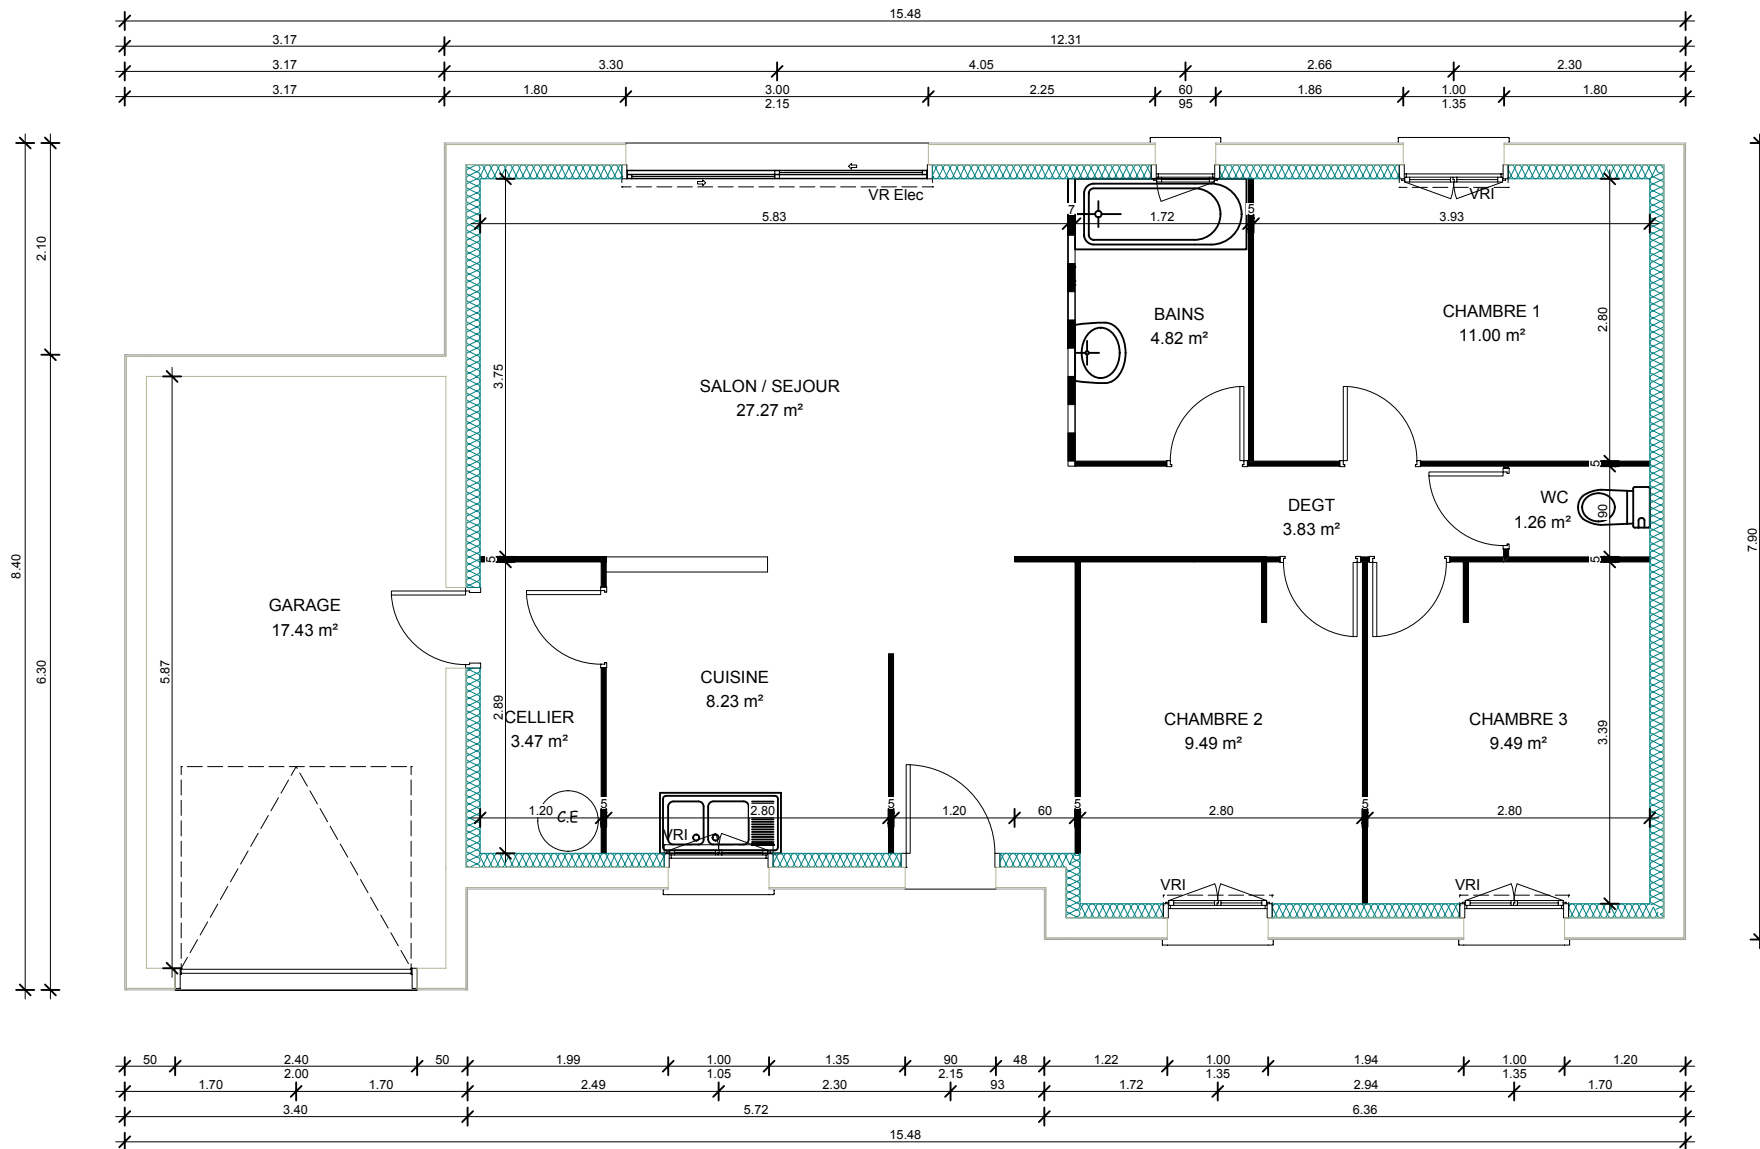 15.48
3.17 12.31
3.17 3.30 4.05 2.66 2.30
3.17 1.80 3.00 2.25 60 1.86 1.00 1.80
2.15 95 1.35
VR Elec
VRI
5.83 7 1.72 5 3.93
2.10
8.40
6.30
7.90
3.75
2.80
BAINS
4.82 m²
CHAMBRE 1
11.00 m²
SALON / SEJOUR
27.27 m²
5
WC
1.26 m²
90
DEGT
3.83 m²
5
5
GARAGE
17.43 m²
5.87
CUISINE
8.23 m²
2.89
CELLIER
3.47 m²
CHAMBRE 2
9.49 m²
CHAMBRE 3
9.49 m²
3.39
1.20 5 2.80 5 1.20 60 5 2.80 5 2.80
C.E
VRI
VRI
VRI
50 2.40 50 1.99 1.00 1.35 90 48 1.22 1.00 1.94 1.00 1.20
2.00 1.05 2.15 1.35 1.35
1.70 1.70 2.49 2.30 93 1.72 2.94 1.70
3.40 5.72 6.36
15.48